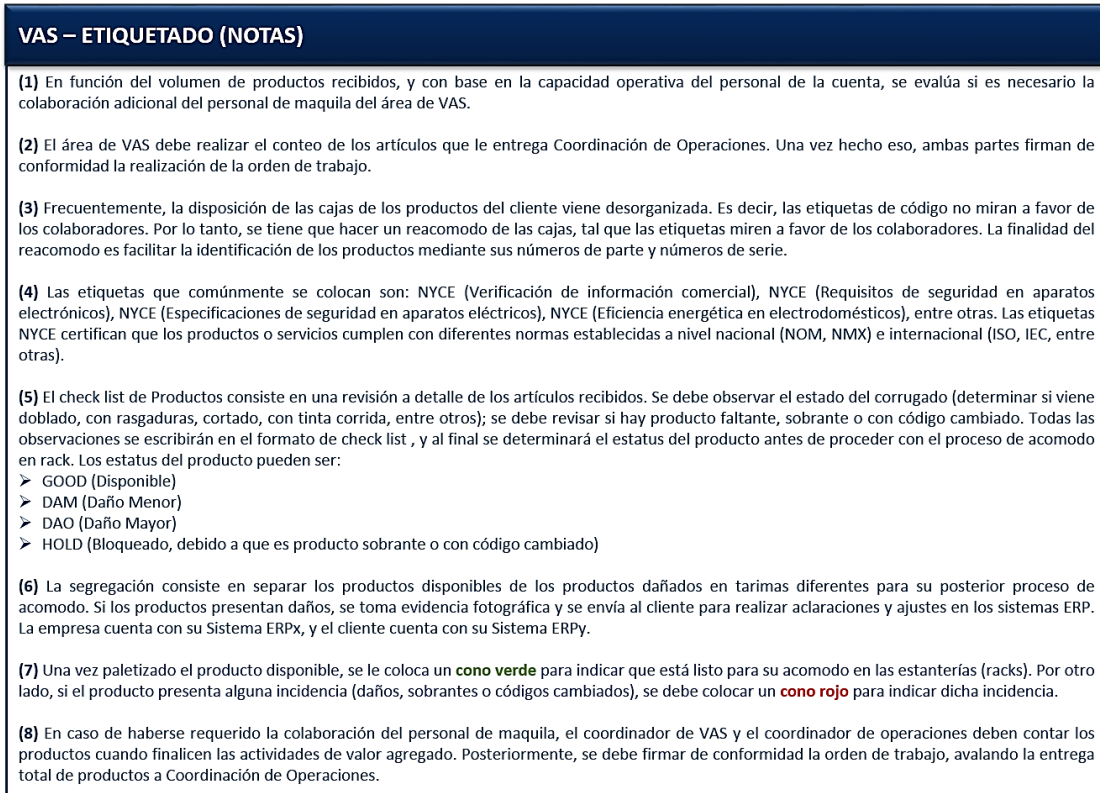 VAS – ETIQUETADO (NOTAS)
(1) En función del volumen de productos recibidos, y con base en la capacidad operativa del personal de la cuenta, se evalúa si es necesario la
colaboración adicional del personal de maquila del área de VAS.
(2) El área de VAS debe realizar el conteo de los artículos que le entrega Coordinación de Operaciones. Una vez hecho eso, ambas partes firman de
conformidad la realización de la orden de trabajo.
(3) Frecuentemente, la disposición de las cajas de los productos del cliente viene desorganizada. Es decir, las etiquetas de código no miran a favor de
los colaboradores. Por lo tanto, se tiene que hacer un reacomodo de las cajas, tal que las etiquetas miren a favor de los colaboradores. La finalidad del
reacomodo es facilitar la identificación de los productos mediante sus números de parte y números de serie.
(4) Las etiquetas que comúnmente se colocan son: NYCE (Verificación de información comercial), NYCE (Requisitos de seguridad en aparatos
electrónicos), NYCE (Especificaciones de seguridad en aparatos eléctricos), NYCE (Eficiencia energética en electrodomésticos), entre otras. Las etiquetas
NYCE certifican que los productos o servicios cumplen con diferentes normas establecidas a nivel nacional (NOM, NMX) e internacional (ISO, IEC, entre
otras).
(5) El check list de Productos consiste en una revisión a detalle de los artículos recibidos. Se debe observar el estado del corrugado (determinar si viene
doblado, con rasgaduras, cortado, con tinta corrida, entre otros); se debe revisar si hay producto faltante, sobrante o con código cambiado. Todas las
observaciones se escribirán en el formato de check list , y al final se determinará el estatus del producto antes de proceder con el proceso de acomodo
en rack. Los estatus del producto pueden ser:
➢ GOOD (Disponible)
➢ DAM (Daño Menor)
➢ DAO (Daño Mayor)
➢ HOLD (Bloqueado, debido a que es producto sobrante o con código cambiado)
(6) La segregación consiste en separar los productos disponibles de los productos dañados en tarimas diferentes para su posterior proceso de
acomodo. Si los productos presentan daños, se toma evidencia fotográfica y se envía al cliente para realizar aclaraciones y ajustes en los sistemas ERP.
La empresa cuenta con su Sistema ERPx, y el cliente cuenta con su Sistema ERPy.
(7) Una vez paletizado el producto disponible, se le coloca un cono verde para indicar que está listo para su acomodo en las estanterías (racks). Por otro
lado, si el producto presenta alguna incidencia (daños, sobrantes o códigos cambiados), se debe colocar un cono rojo para indicar dicha incidencia.
(8) En caso de haberse requerido la colaboración del personal de maquila, el coordinador de VAS y el coordinador de operaciones deben contar los
productos cuando finalicen las actividades de valor agregado. Posteriormente, se debe firmar de conformidad la orden de trabajo, avalando la entrega
total de productos a Coordinación de Operaciones.